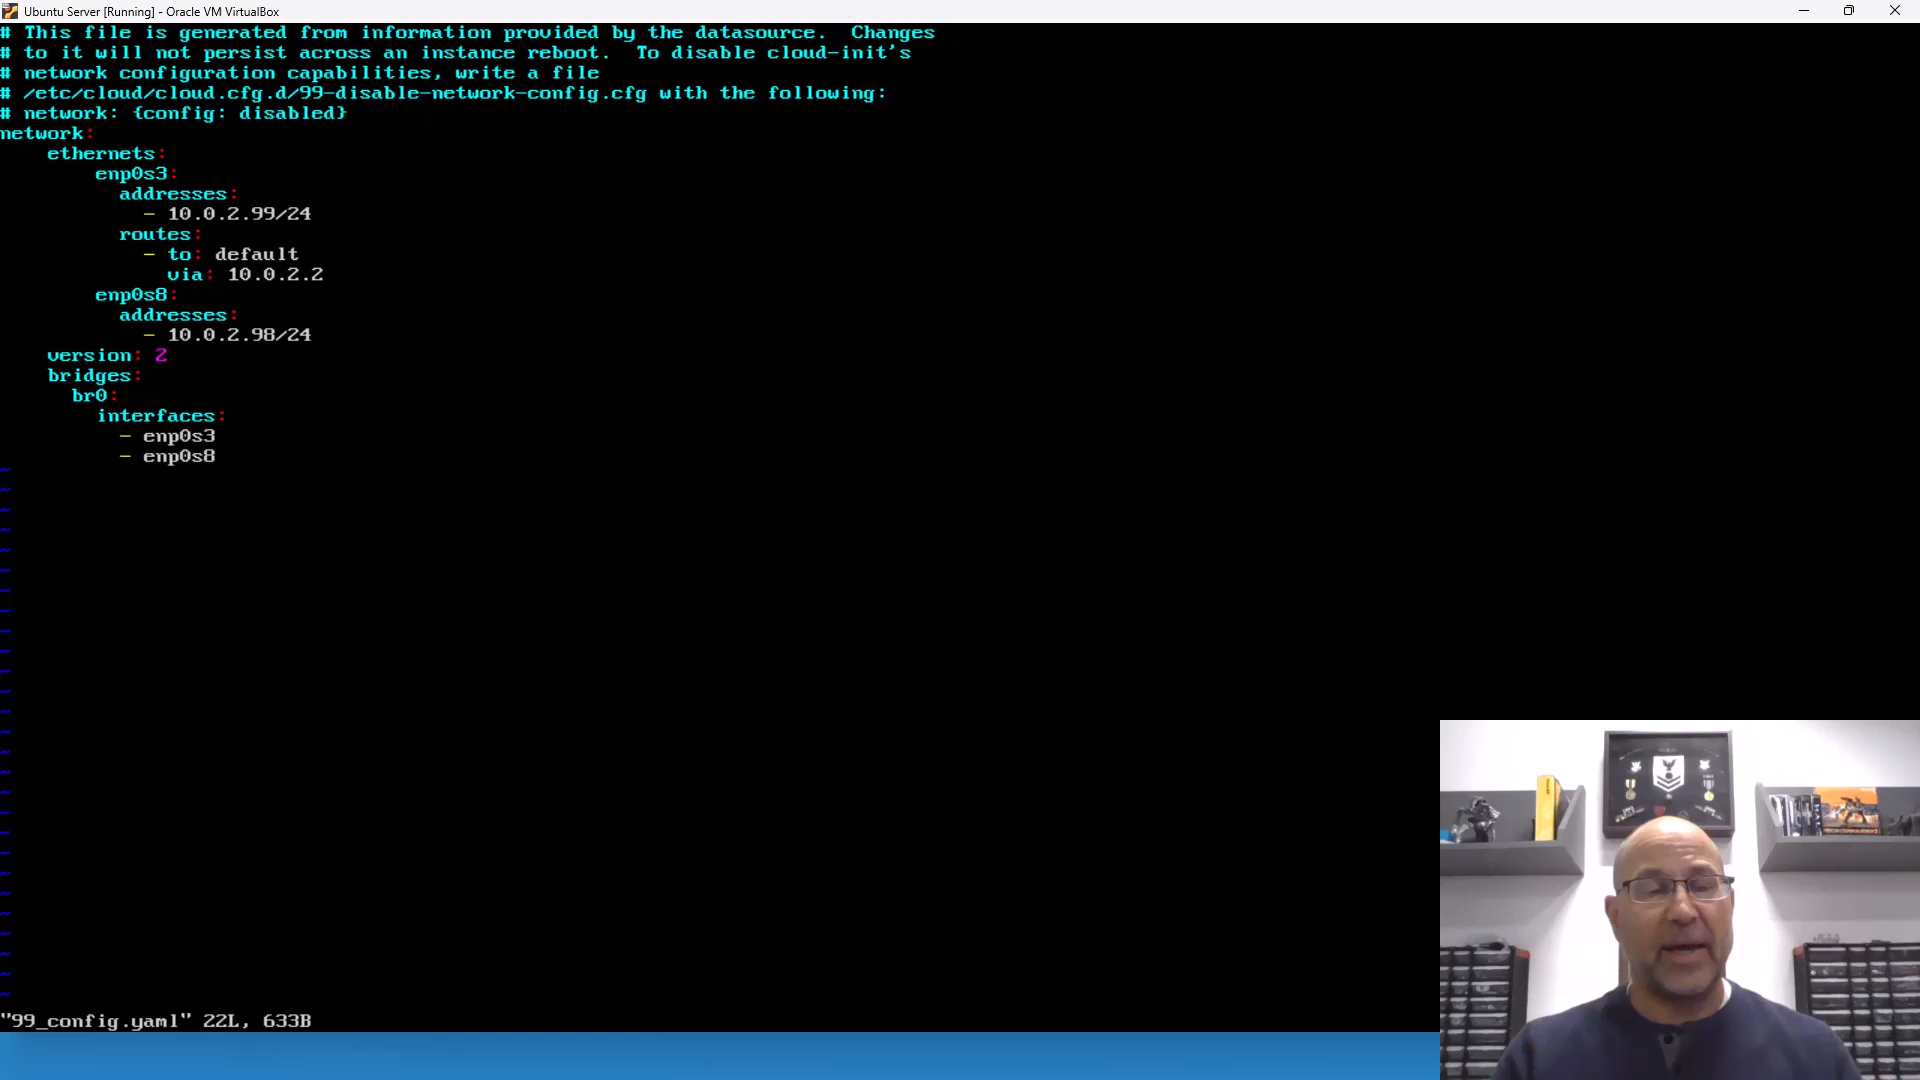 Ubuntu Server [Running] - Oracle VM VirtualBox
# This file is generated from information provided by the datasource.  Changes
# to it will not persist across an instance reboot.  To disable cloud-init's
# network configuration capabilities, write a file
# /etc/cloud/cloud.cfg.d/99-disable-network-config.cfg with the following:
# network: {config: disabled}
network:
    ethernets:
        enp0s3:
          addresses:
            - 10.0.2.99/24
          routes:
            - to: default
              via: 10.0.2.2
        enp0s8:
          addresses:
            - 10.0.2.98/24
    version: 2
    bridges:
      br0:
        interfaces:
          - enp0s3
          - enp0s8
"99_config.yaml" 22L, 633B